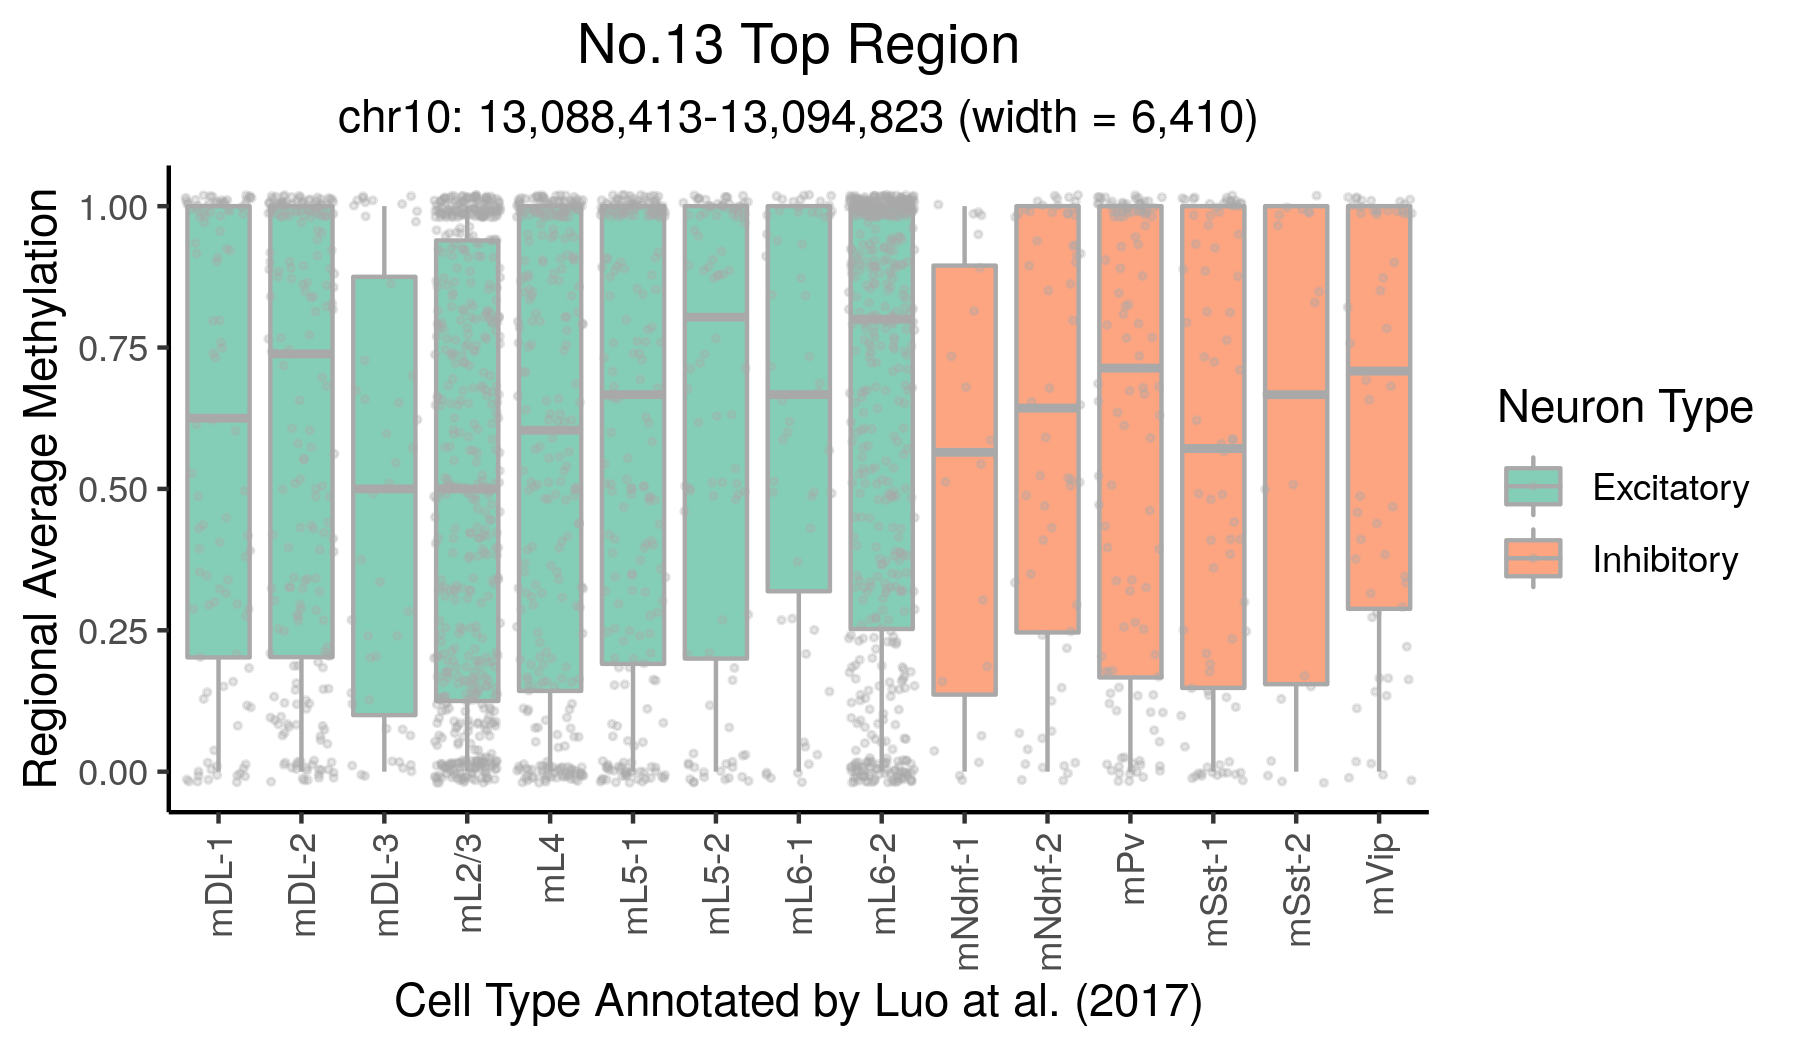 No.13 Top Region
chr10: 13,088,413-13,094,823 (width = 6,410)
Regional Average Methylation
1.00
0.75
0.50
0.25
0.00
mDL-1
mDL-2
mDL-3
mL2/3
mL4
mL5-1
mL5-2
mL6-1
mL6-2
mNdnf-1
mNdnf-2
mPv
mSst-1
mSst-2
mVip
Cell Type Annotated by Luo at al. (2017)
Neuron Type
Excitatory
Inhibitory